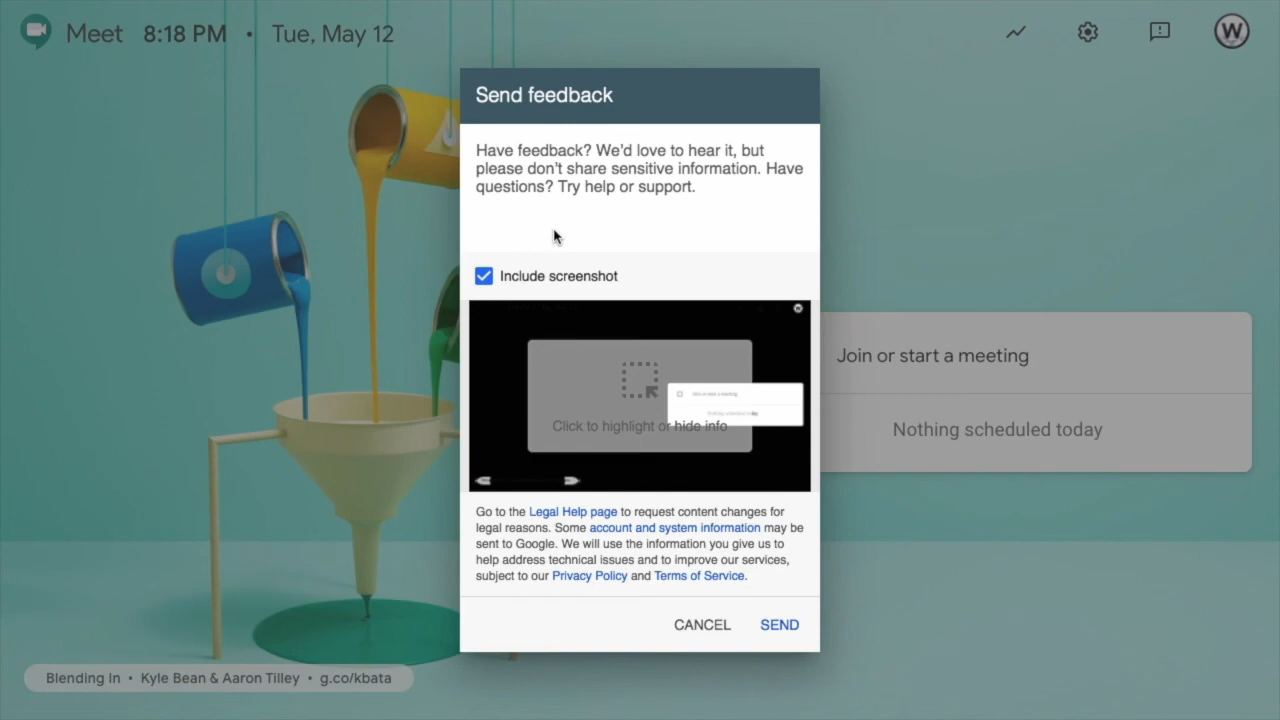 Meet 8:18 PM • Tue, May 12
W
Send feedback
Have feedback? We'd love to hear it, but
please don't share sensitive information. Have
questions? Try help or support.
Include screenshot
Click to highlight or hide info
Join or start a meeting
Nothing scheduled today
Go to the Legal Help page to request content changes for
legal reasons. Some account and system information may be
sent to Google. We will use the information you give us to
help address technical issues and to improve our services,
subject to our Privacy Policy and Terms of Service.
CANCEL SEND
Blending In • Kyle Bean & Aaron Tilley • g.co/kbata